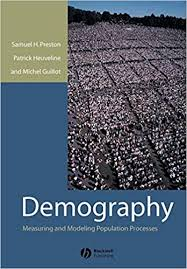 Samuel H. Preston
Patrick Heuveline
and Michel Guillot
Demography
Measuring and Modeling Population Processes
Blackwell
Publishing